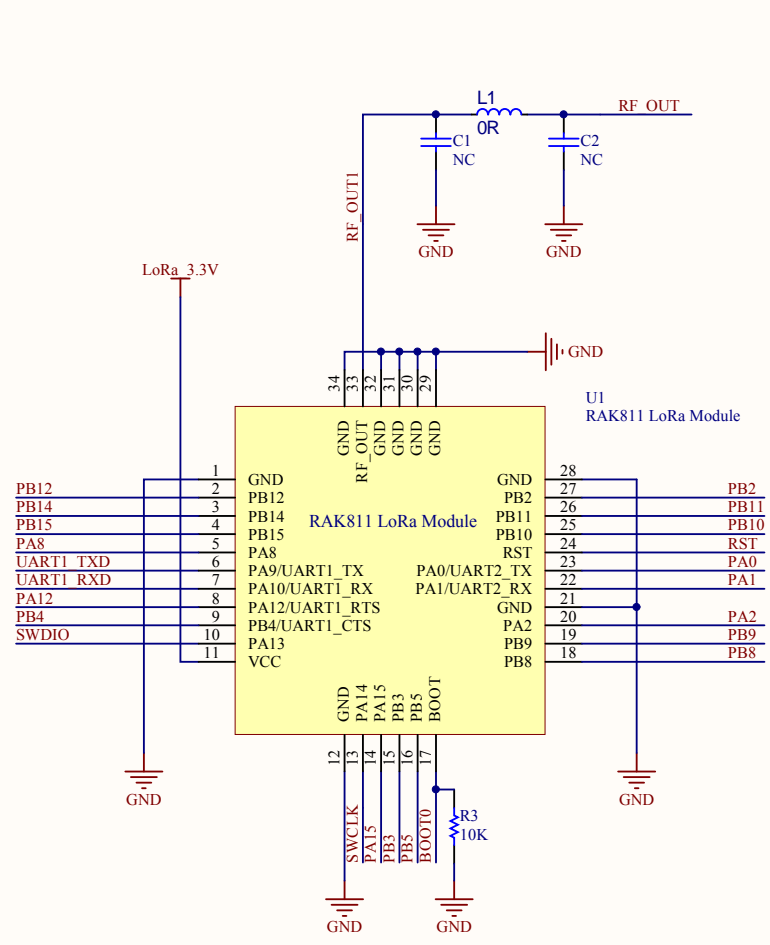 L1
RF_OUT
0R
C1
NC
C2
NC
RF_OUT1
GND
GND
LoRa_3.3V
GND
34
33
32
31
30
29
U1
RAK811 LoRa Module
GND
RF_OUT
GND
GND
GND
GND
PB12
PB14
PB15
PA8
UART1_TXD
UART1_RXD
PA12
PB4
SWDIO
1
2
3
4
5
6
7
8
9
10
11
GND
PB12
PB14
PB15
PA8
PA9/UART1_TX
PA10/UART1_RX
PA12/UART1_RTS
PB4/UART1_CTS
PA13
VCC
RAK811 LoRa Module
GND
PB2
PB11
PB10
RST
PA0/UART2_TX
PA1/UART2_RX
GND
PA2
PB9
PB8
28
27
26
25
24
23
22
21
20
19
18
PB2
PB11
PB10
RST
PA0
PA1
PA2
PB9
PB8
GND
PA14
PA15
PB3
PB5
BOOT
12
13
14
15
16
17
GND
GND
SWCLK
PA15
PB3
PB5
BOOT0
R3
10K
GND
GND